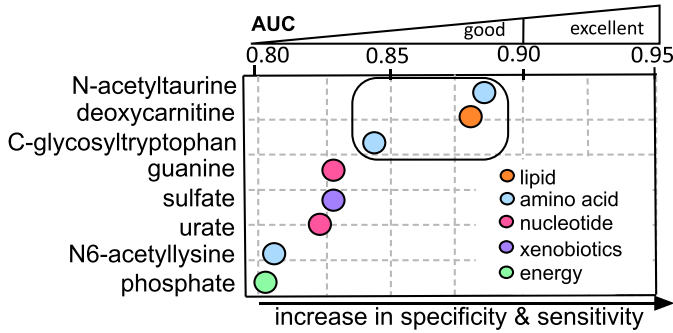 AUC
good
excellent
0.80 0.85 0.90 0.95
N-acetyltaurine
deoxycarnitine
C-glycosyltryptophan
guanine
sulfate
urate
N6-acetyllysine
phosphate
lipid
amino acid
nucleotide
xenobiotics
energy
increase in specificity & sensitivity